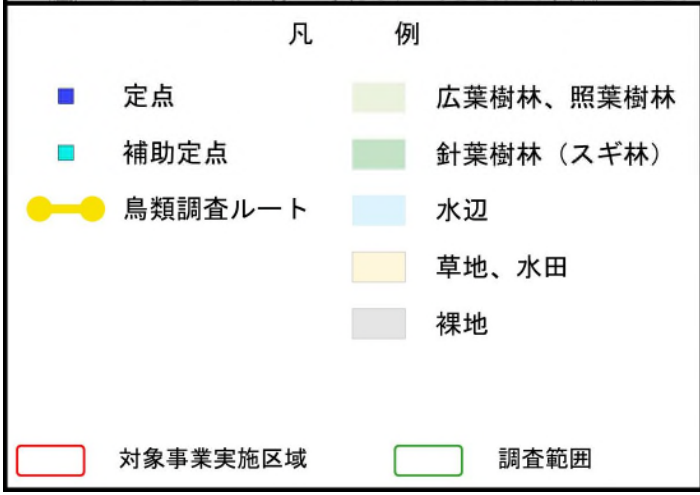 凡 例
定点
補助定点
鳥類調査ルート
広葉樹林、照葉樹林
針葉樹林（スギ林）
水辺
草地、水田
裸地
対象事業実施区域
調査範囲